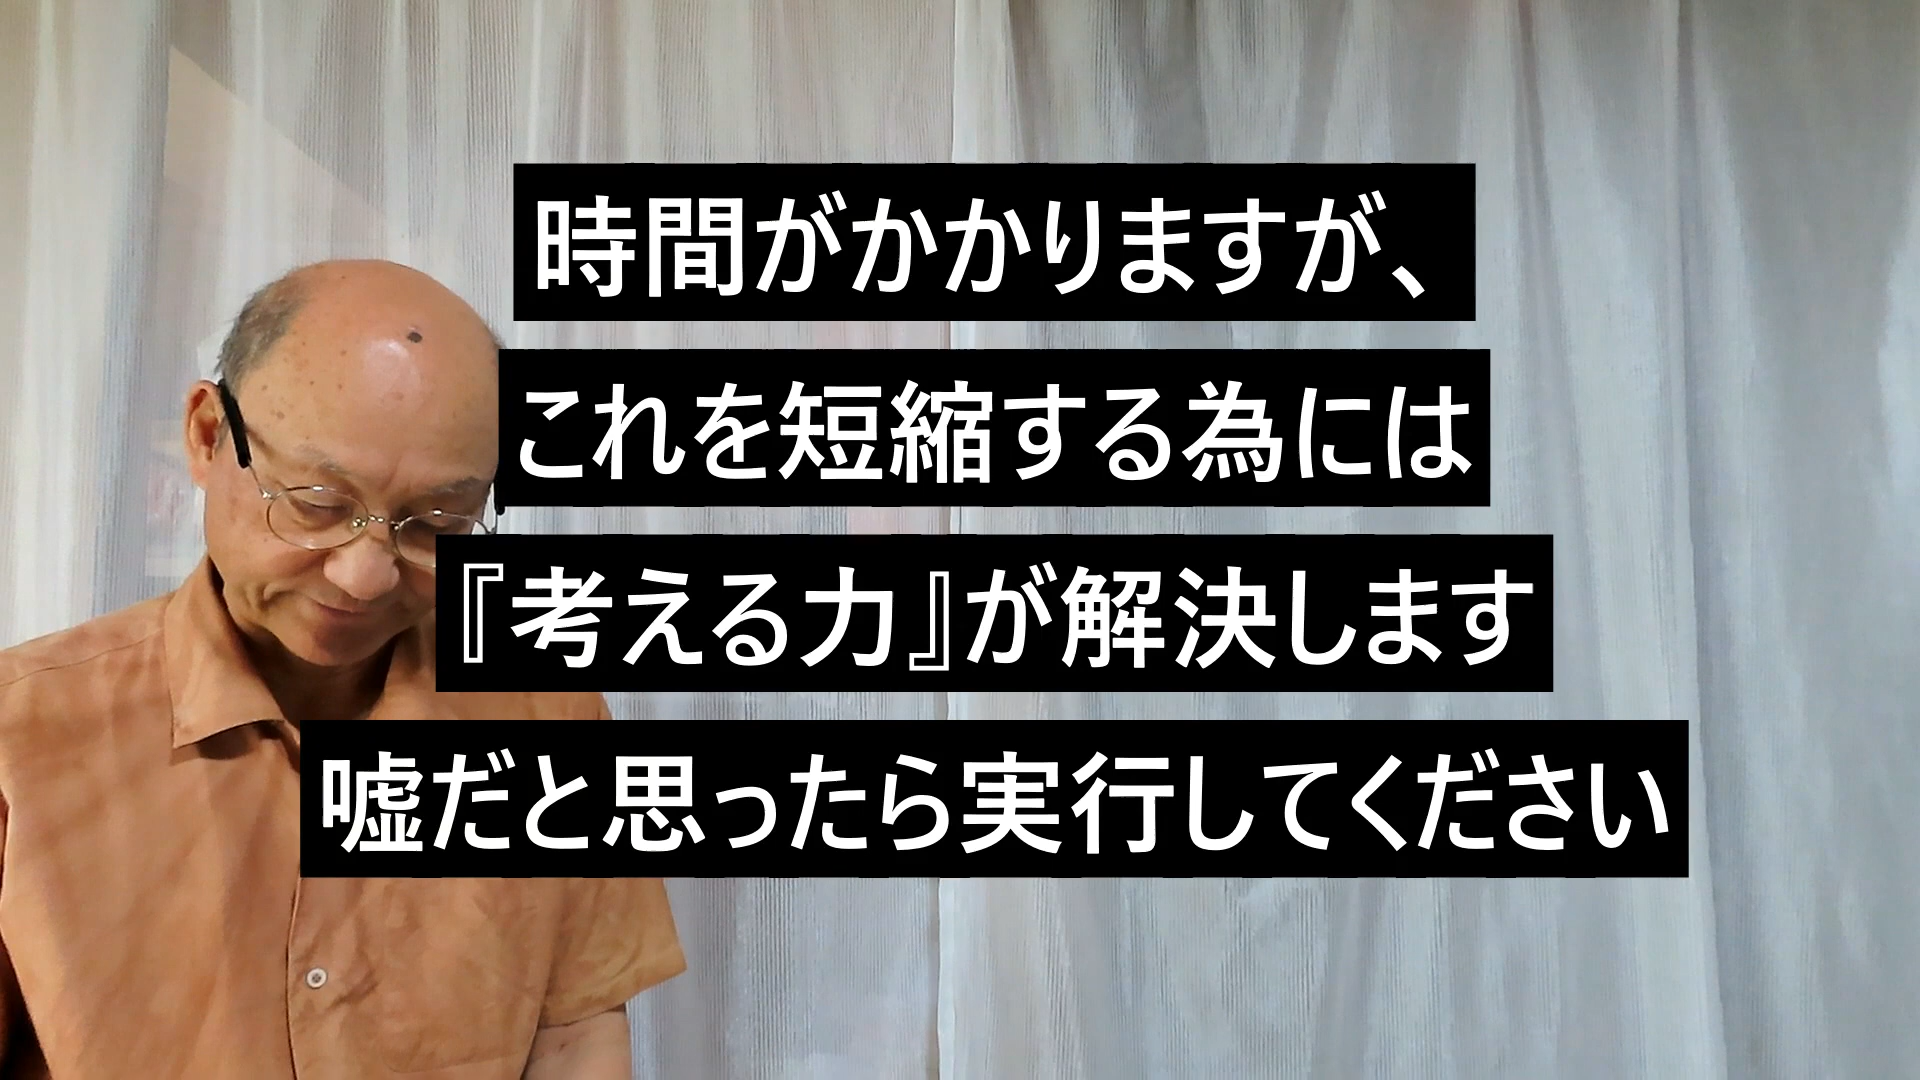 時間がかかりますが、
これを短縮する為には
『考える力』が解決します
嘘だと思ったら実行してください